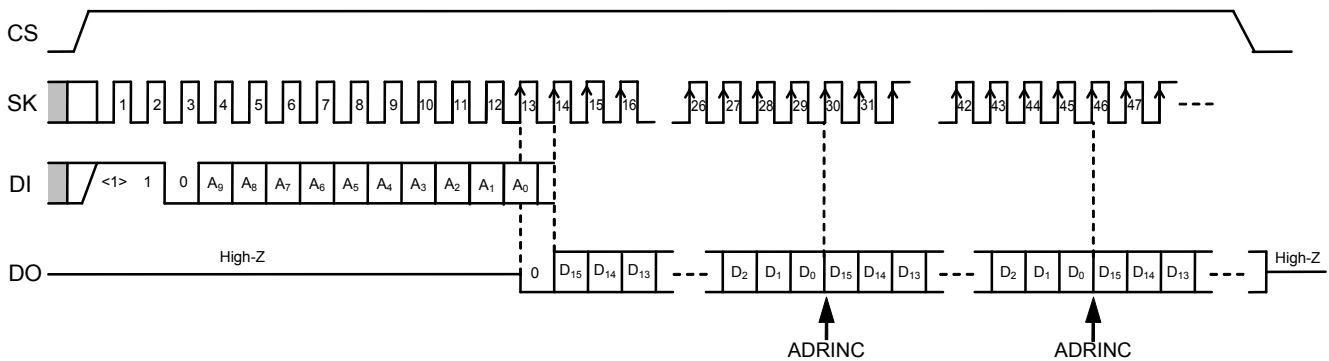 CS
SK 1 2 3 4 5 6 7 8 9 10 11 12 13 14 15 16 26 27 28 29 30 31 42 43 44 45 46 47
DI <1> 1 0 A₉ A₈ A₇ A₆ A₅ A₄ A₃ A₂ A₁ A₀
DO High-Z 0 D₁₅ D₁₄ D₁₃ D₂ D₁ D₀ D₁₅ D₁₄ D₁₃ D₂ D₁ D₀ D₁₅ D₁₄ D₁₃ High-Z
ADRINC ADRINC